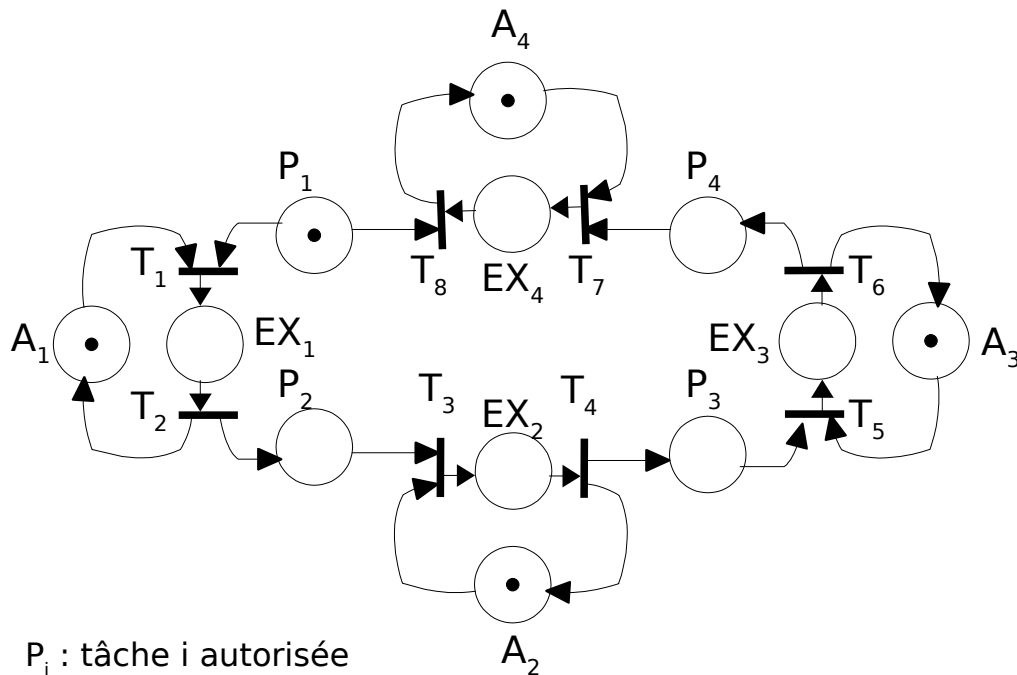 A4
P1
P4
T1
T8
EX4
T7
T6
A1
EX1
EX3
A3
T2
P2
T3
EX2
T4
P3
T5
A2
Pi : tâche i autorisée